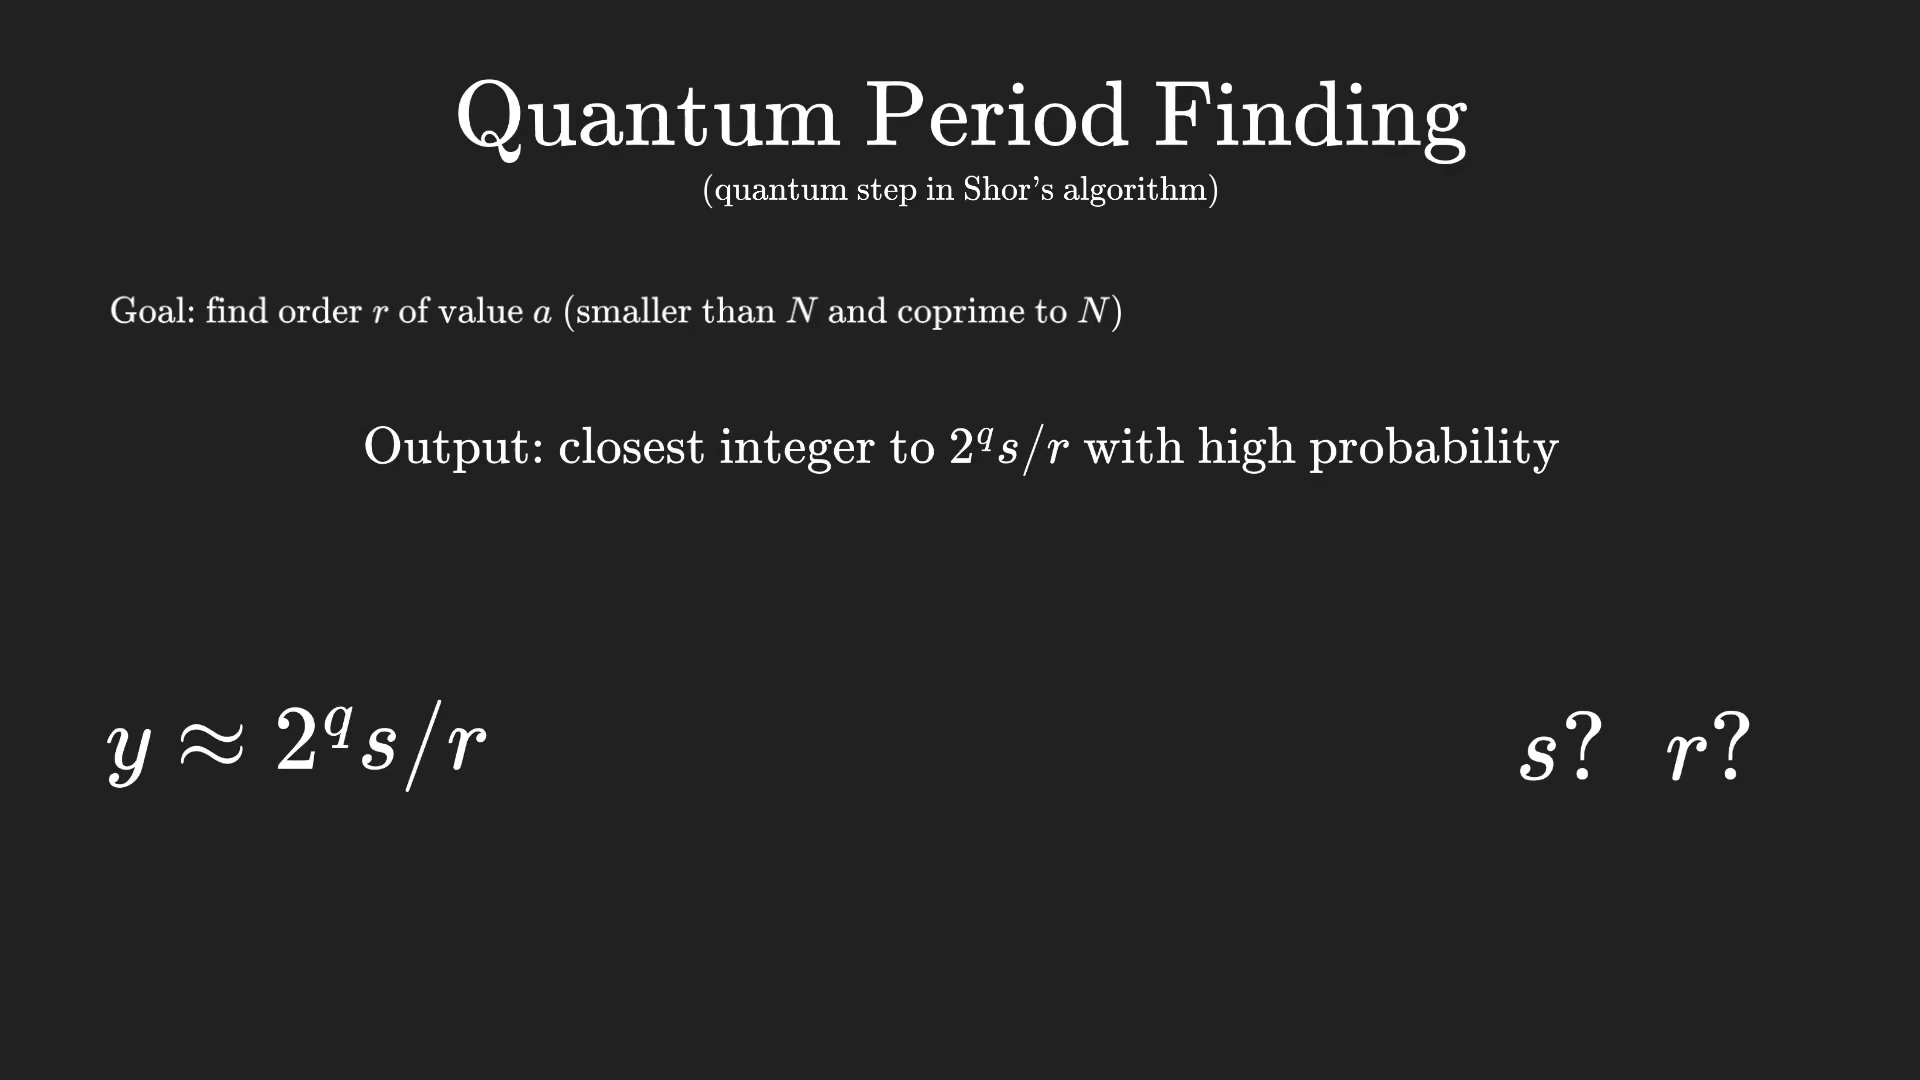 Quantum Period Finding
(quantum step in Shor’s algorithm)
Goal: find order r of value a (smaller than N and coprime to N)
Output: closest integer to 2^q s/r with high probability
y ≈ 2^q s/r s? r?